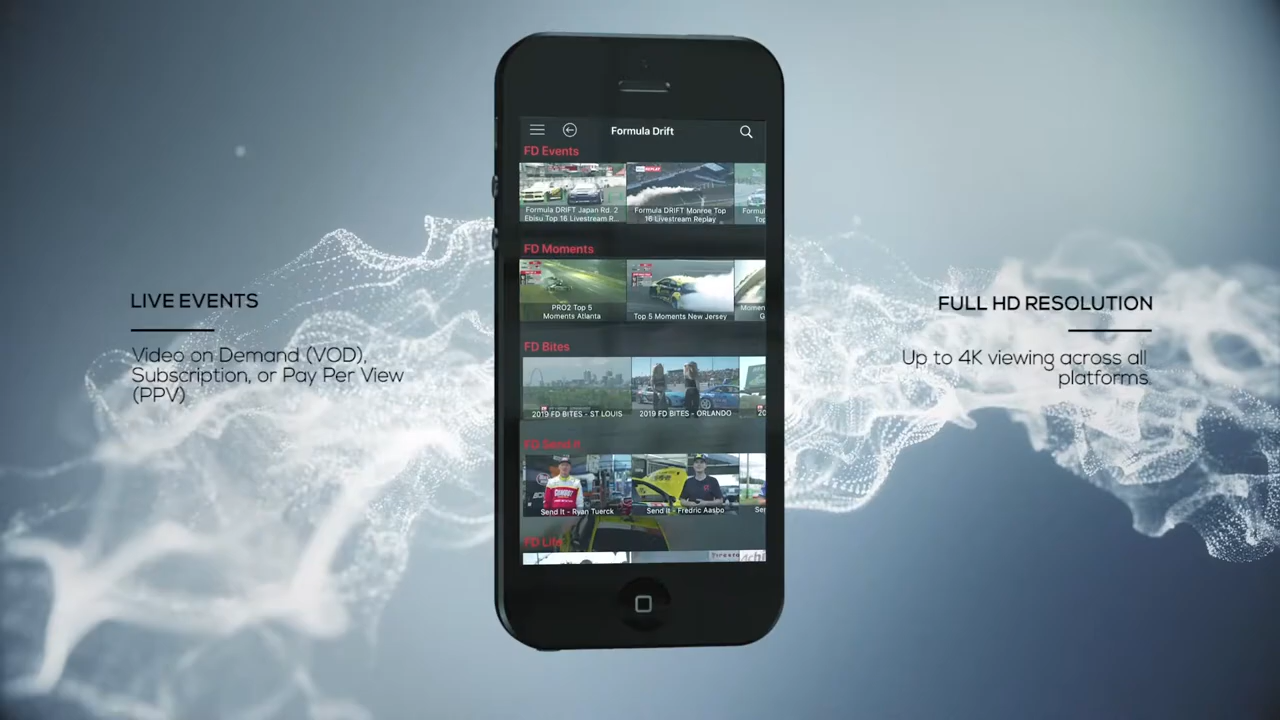 Formula Drift
FD Events
Formula DRIFT Japan Rd. 2
Ebisu Top 16 Livestream R...
Formula DRIFT Monroe Top
16 Livestream Replay
FD Moments
PRO2 Top 5
Moments Atlanta
Top 5 Moments New Jersey
FD Bites
2019 FD BITES - ST LOUIS
2019 FD BITES - ORLANDO
FD Send It
Send It - Ryan Tuerck
Send It - Fredric Aasbo
LIVE EVENTS
Video on Demand (VOD),
Subscription, or Pay Per View
(PPV)
FULL HD RESOLUTION
Up to 4K viewing across all
platforms.